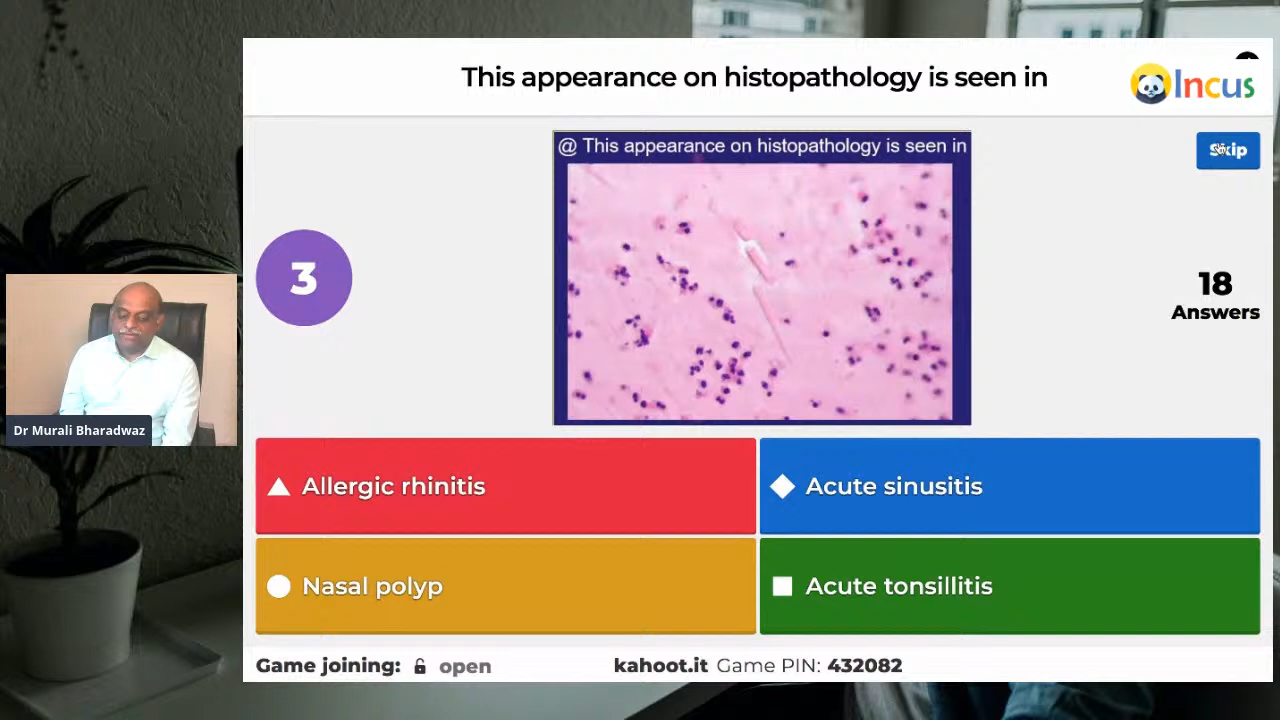 This appearance on histopathology is seen in
Incus
@ This appearance on histopathology is seen in
Skip
3
18
Answers
Dr Murali Bharadwaz
Allergic rhinitis
Acute sinusitis
Nasal polyp
Acute tonsillitis
Game joining: open
kahoot.it Game PIN: 432082